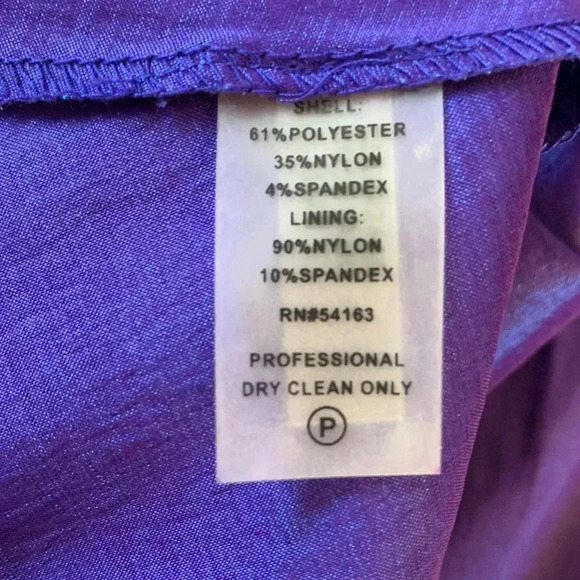 SHELL:
61%POLYESTER
35%NYLON
4%SPANDEX
LINING:
90%NYLON
10%SPANDEX
RN#54163
PROFESSIONAL
DRY CLEAN ONLY
P